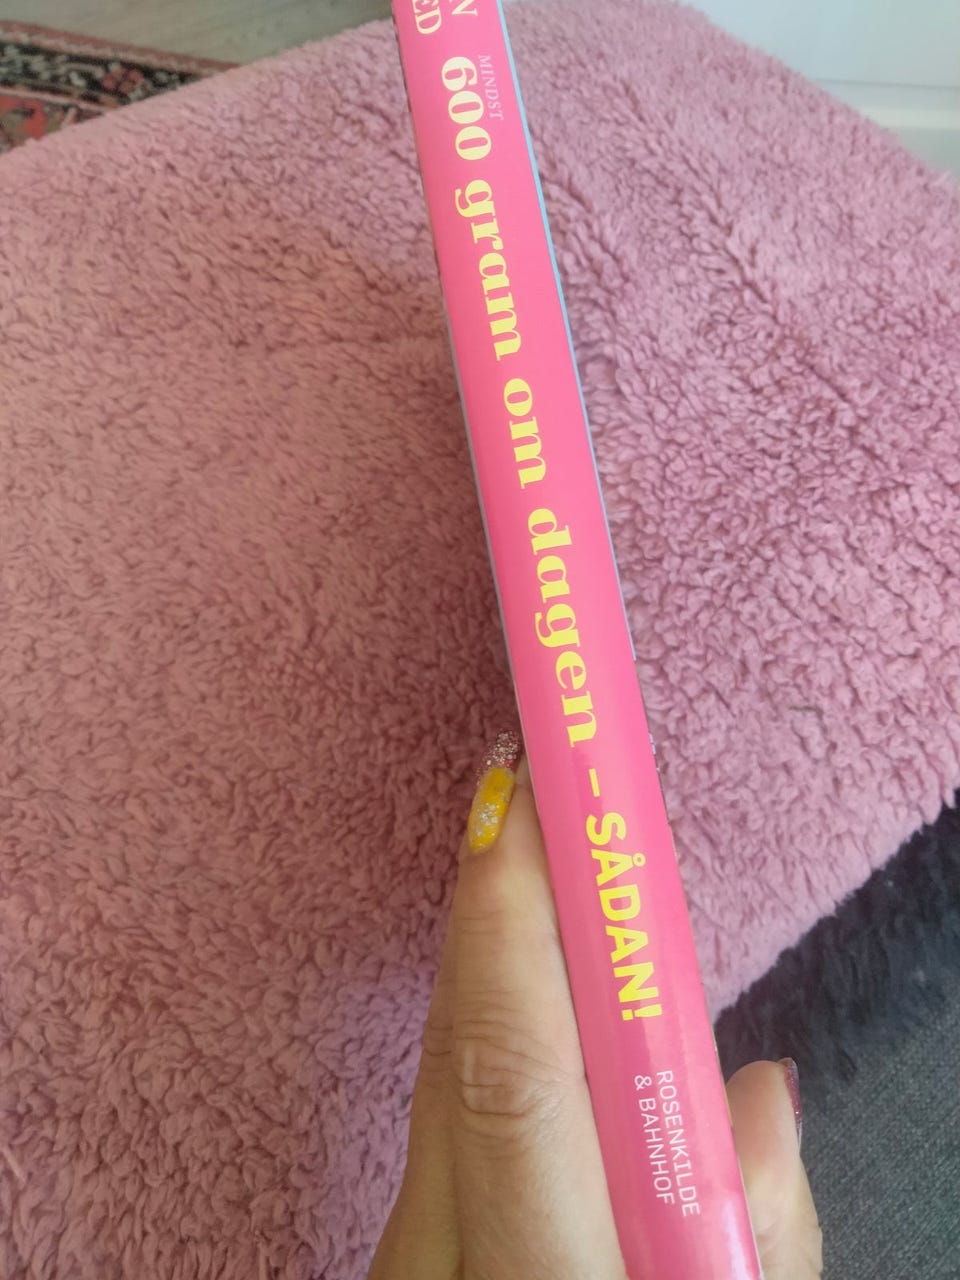 MINDST
600 gram om dagen – SÅDAN!
ROSENKILDE
& BAHNHOF